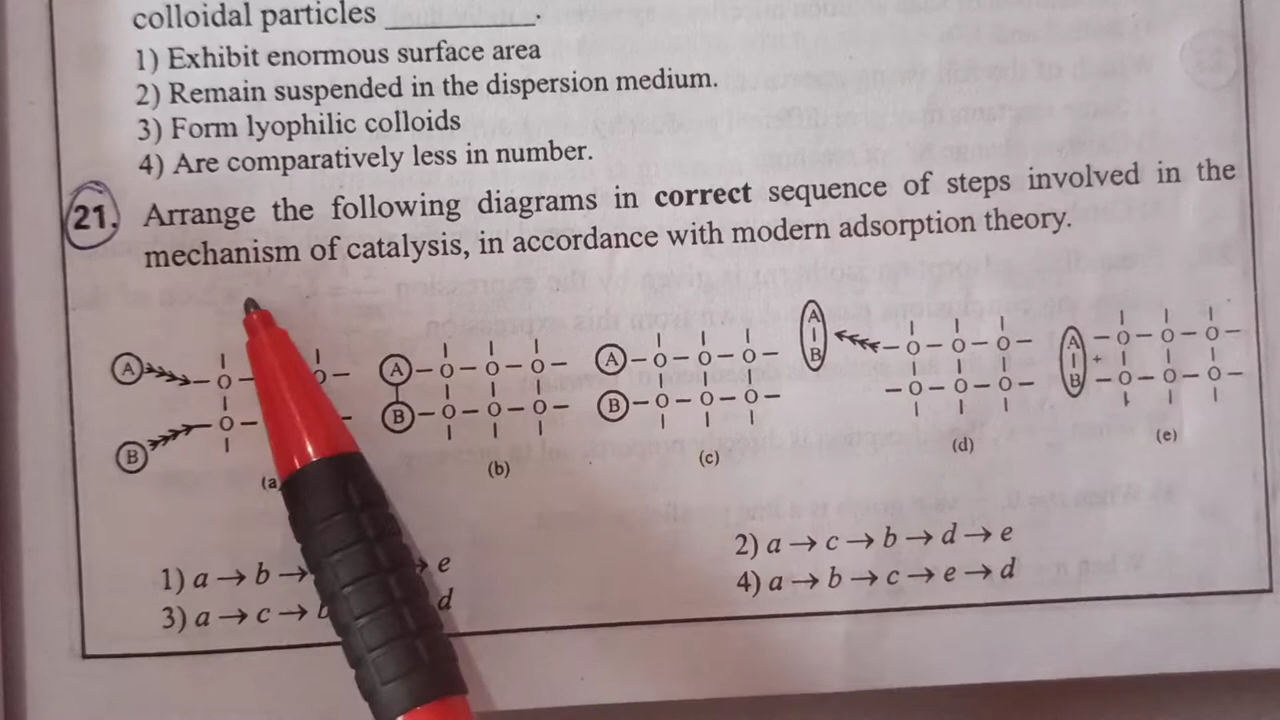 colloidal particles __________.
1) Exhibit enormous surface area
2) Remain suspended in the dispersion medium.
3) Form lyophilic colloids
4) Are comparatively less in number.
21. Arrange the following diagrams in correct sequence of steps involved in the
mechanism of catalysis, in accordance with modern adsorption theory.
A B O O O
A B O O O O O O
A B O O O O O O
A B O O O O O O
A B + O O O O O O
(a
(b)
(c)
(d)
(e)
1) a → b → → e
2) a → c → b → d → e
3) a → c → d
4) a → b → c → e → d